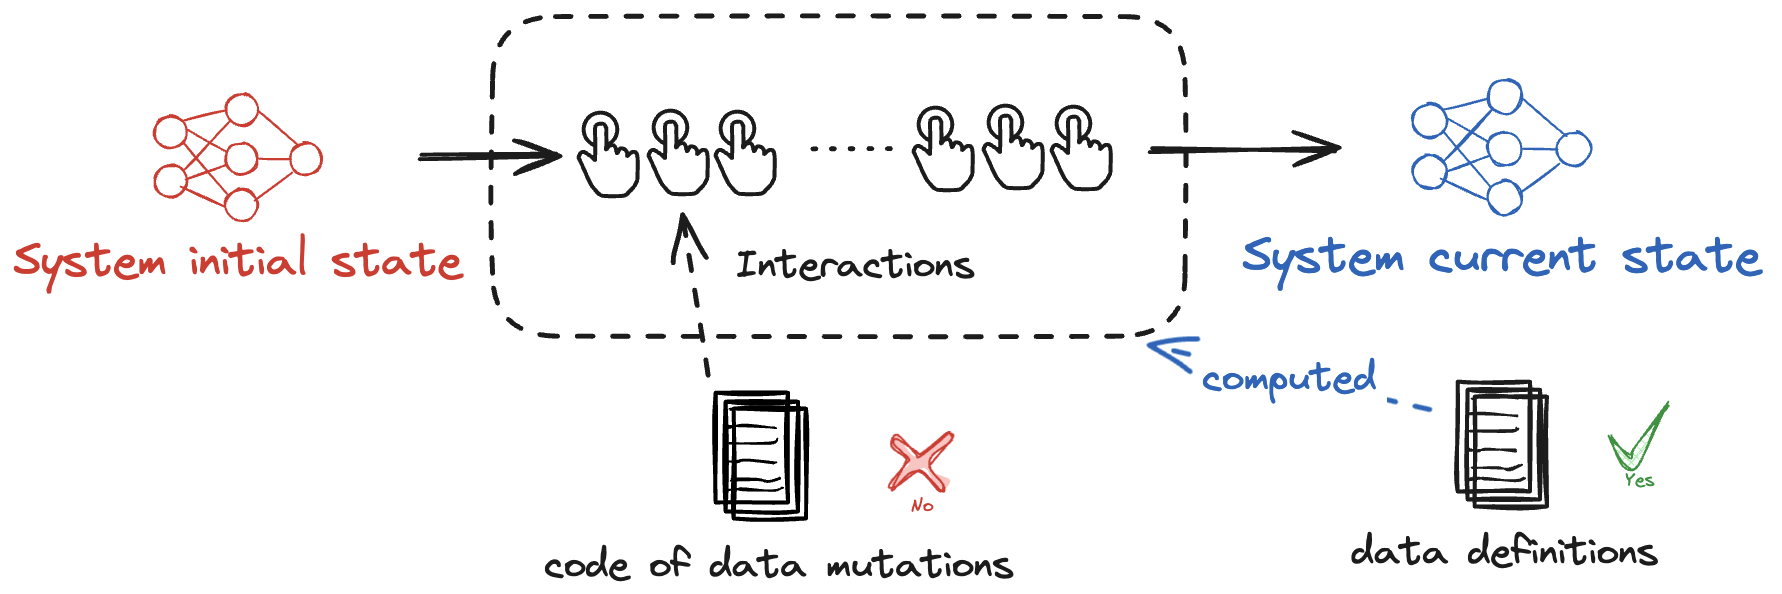 System initial state
Interactions
System current state
computed
No
Yes
code of data mutations
data definitions